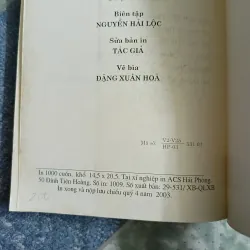 Biên tập
NGUYỄN HẢI LỘC
Sửa bản in
TÁC GIẢ
Vẽ bìa
ĐẶNG XUÂN HOÀ
Mã số:
In 1000 cuốn, Khổ 14,5 x 20,5. Tại xí nghiệp in ACS Hải Phòng
50 Đinh Tiên Hoàng. Số in: 1009. Xuất bản: 29-531/ XB-QLXB
In xong và nộp lưu chiểu quý 4 năm 2003.